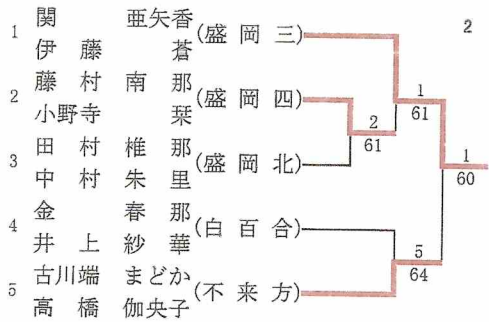 2
1 関 亜矢香 (盛岡三)
伊藤 蒼
2 藤村 南那 (盛岡四)
小野寺 栞
3 田村 椎那 (盛岡北)
中村 朱里
4 金 春那 (白百合)
井上 紗華
5 古川端 まどか (不来方)
高橋 伽央子
2
61
1
61
5
64
1
60